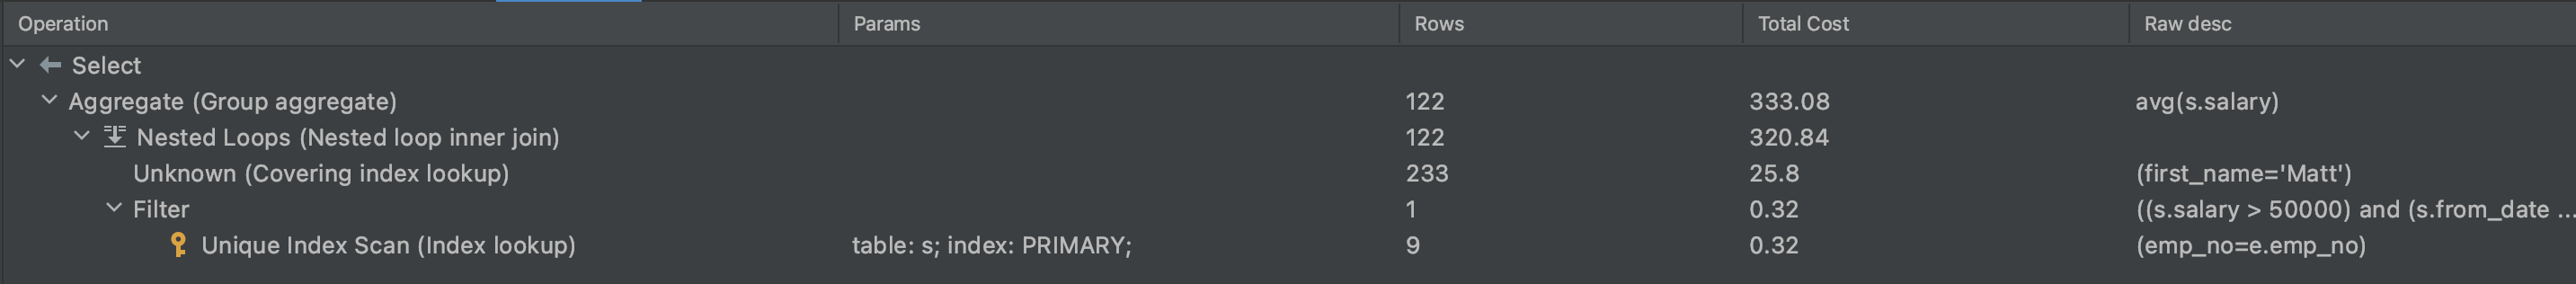 Operation Params Rows Total Cost Raw desc
Select
Aggregate (Group aggregate) 122 333.08 avg(s.salary)
Nested Loops (Nested loop inner join) 122 320.84
Unknown (Covering index lookup) 233 25.8 (first_name='Matt')
Filter 1 0.32 ((s.salary > 50000) and (s.from_date ...
Unique Index Scan (Index lookup) table: s; index: PRIMARY; 9 0.32 (emp_no=e.emp_no)